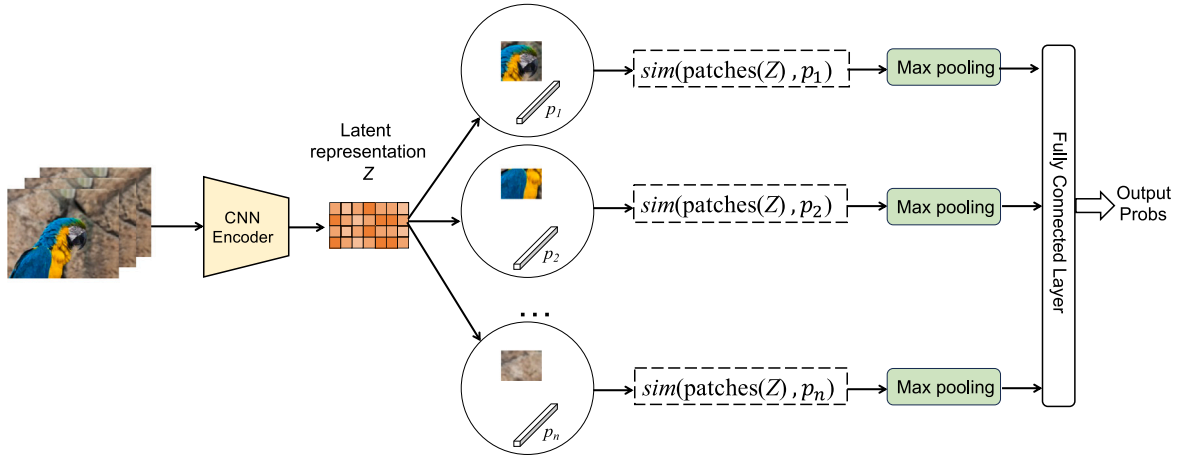 Latent
representation
Z
CNN
Encoder
p₁
sim(patches(Z) , p₁)
Max pooling
p₂
sim(patches(Z) , p₂)
Max pooling
...
pₙ
sim(patches(Z) , pₙ)
Max pooling
Fully Connected Layer
Output
Probs